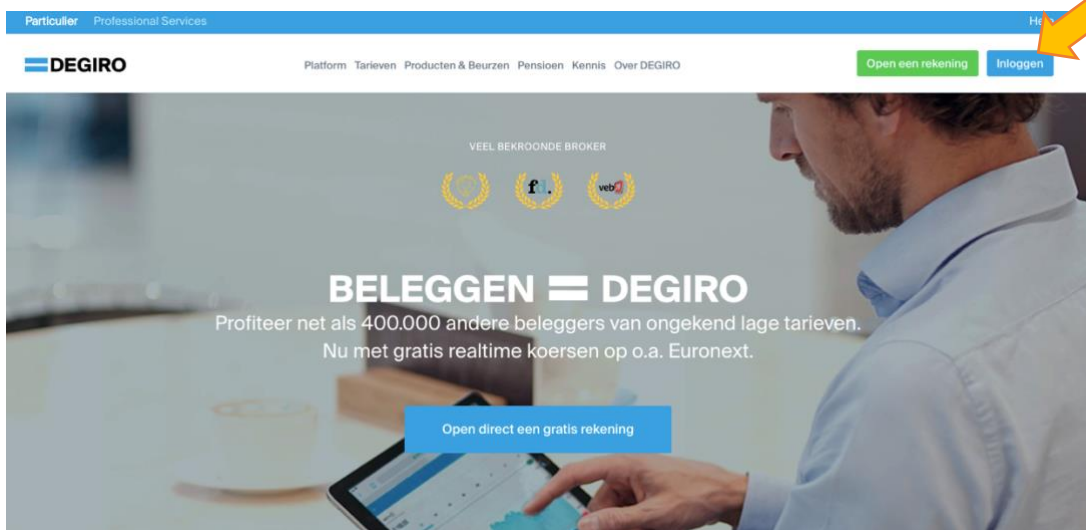 Particulier Professional Services
DEGIRO
Platform Tarieven Producten & Beurzen Pensioen Kennis Over DEGIRO
Open een rekening Inloggen
VEEL BEKROONDE BROKER
veb
BELEGGEN = DEGIRO
Profiteer net als 400.000 andere beleggers van ongekend lage tarieven.
Nu met gratis realtime koersen op o.a. Euronext.
Open direct een gratis rekening